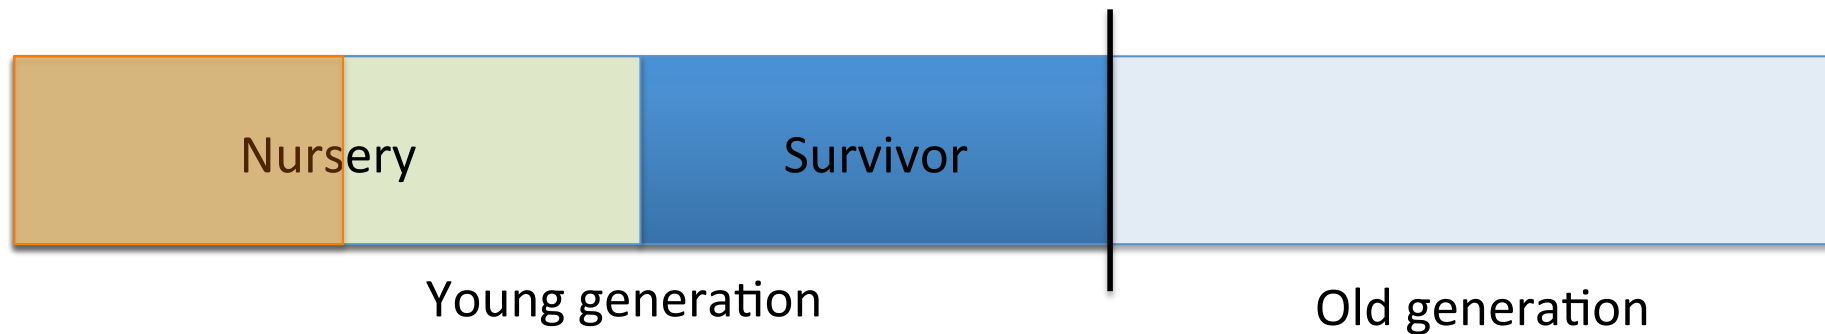 Nursery
Survivor
Young generation
Old generation